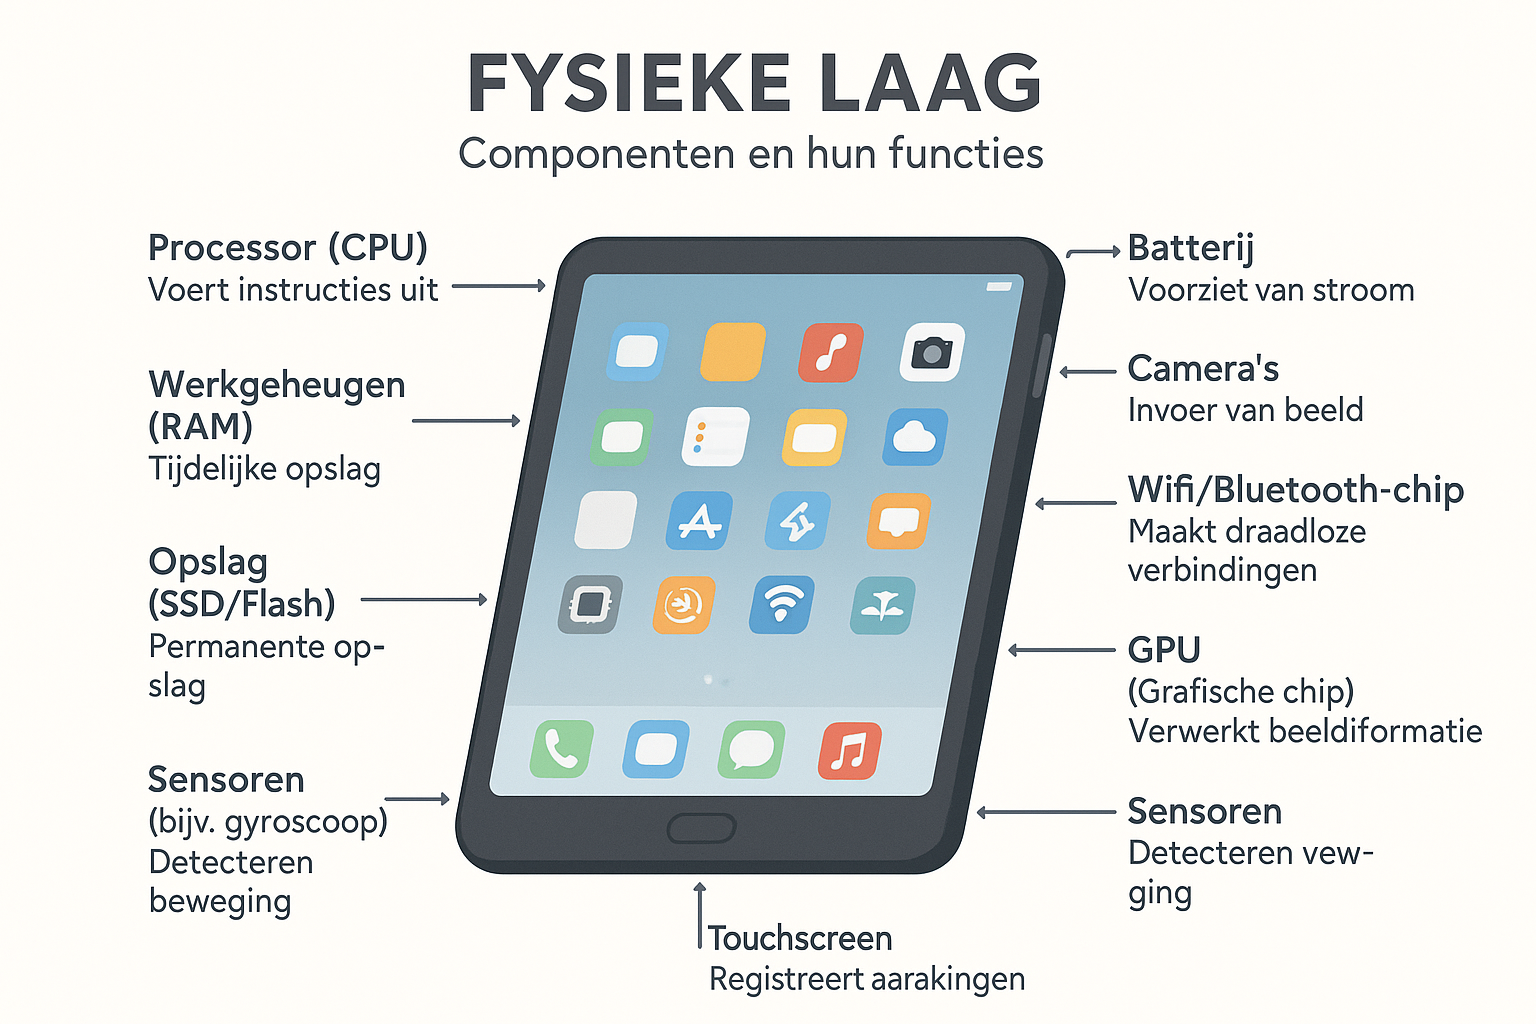 FYSIEKE LAAG
Componenten en hun functies
Processor (CPU)
Voert instructies uit
Werkgeheugen
(RAM)
Tijdelijke opslag
Opslag
(SSD/Flash)
Permanente op-
slag
Sensoren
(bijv. gyroscoop)
Detecteren
beweging
Batterij
Voorziet van stroom
Camera's
Invoer van beeld
Wifi/Bluetooth-chip
Maakt draadloze
verbindingen
GPU
(Grafische chip)
Verwerkt beeldiformatie
Sensoren
Detecteren vew-
ging
Touchscreen
Registreert aarakingen